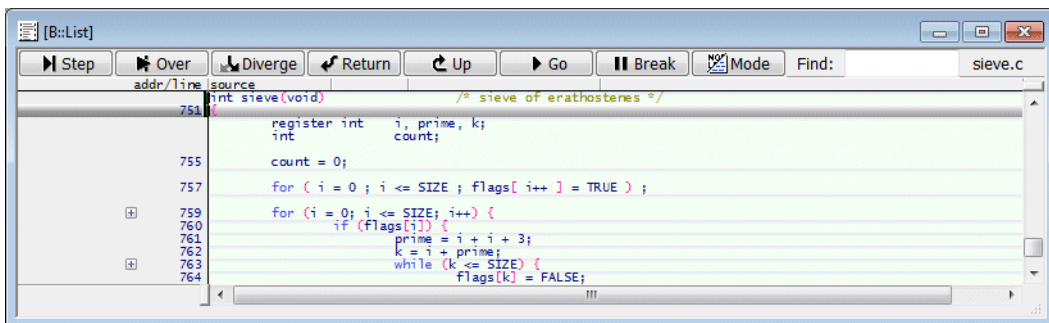 [B::List]
Step Over Diverge Return Up Go Break Mode Find: sieve.c
addr/line source
int sieve(void) /* sieve of erathostenes */
751 {
register int i, prime, k;
int count;
755 count = 0;
757 for ( i = 0 ; i <= SIZE ; flags[ i++ ] = TRUE ) ;
759 for (i = 0; i <= SIZE; i++) {
760 if (flags[i]) {
761 prime = i + i + 3;
762 k = i + prime;
763 while (k <= SIZE) {
764 flags[k] = FALSE;